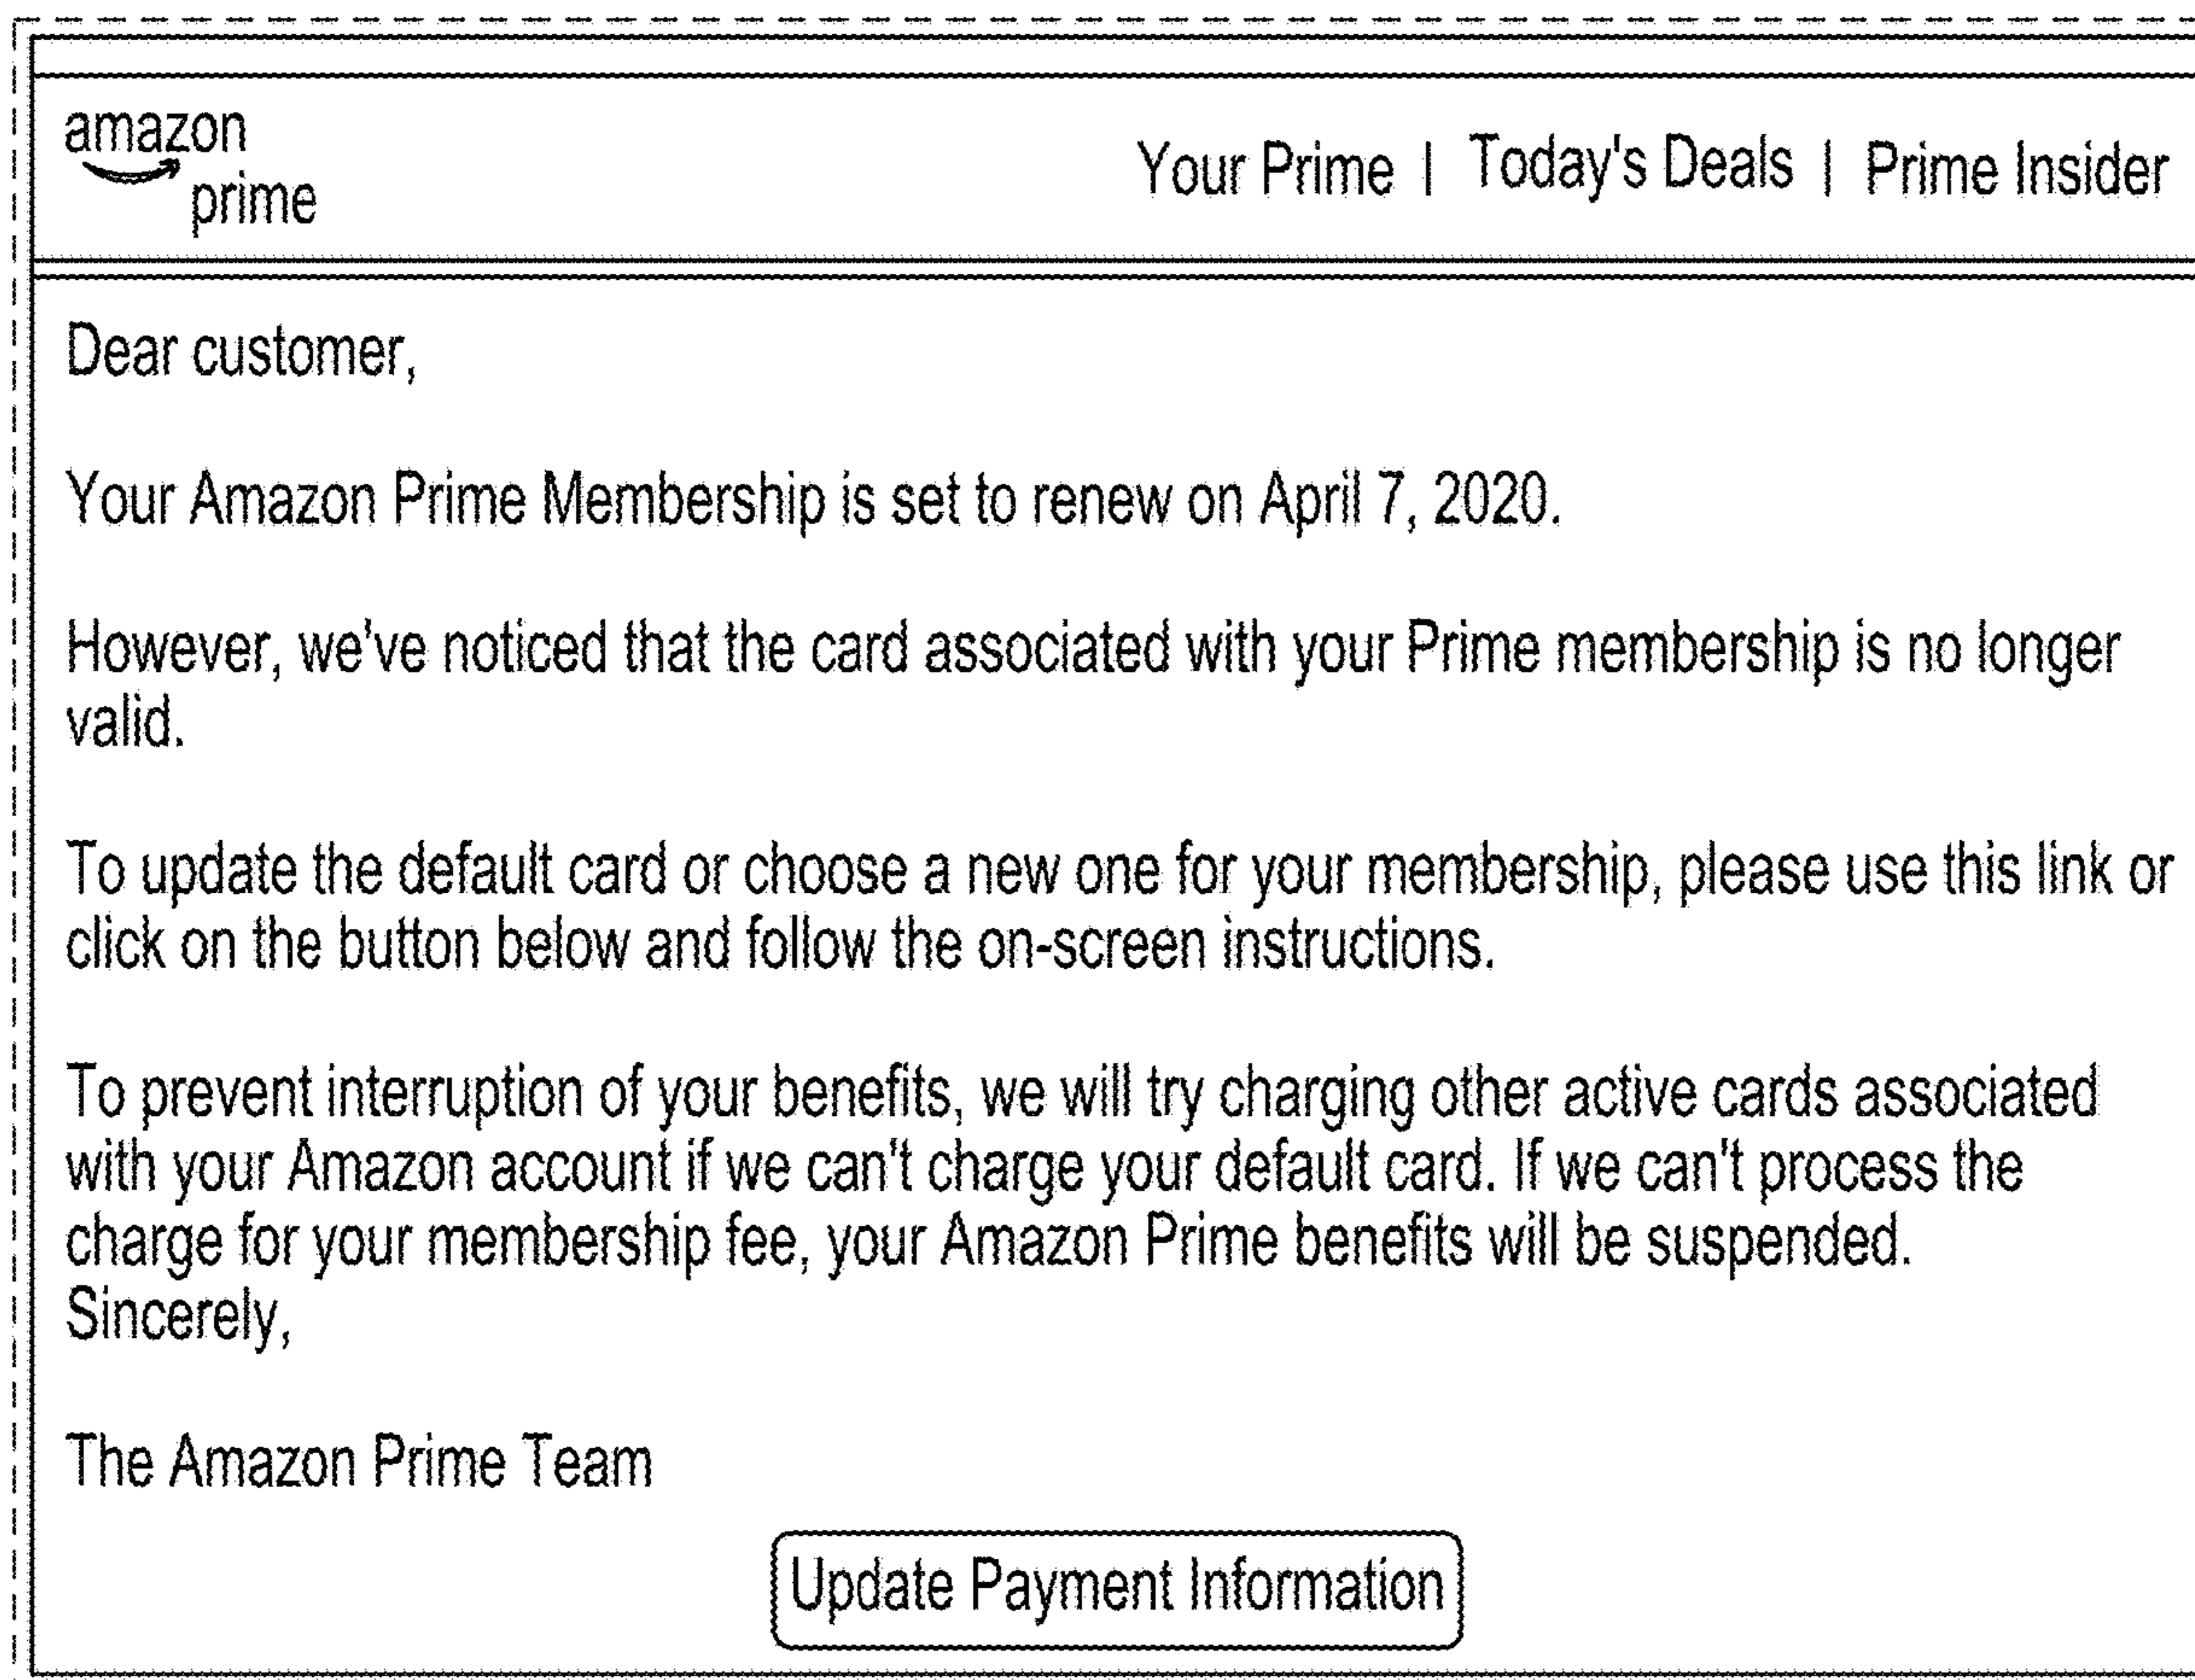 amazon
prime
Your Prime | Today's Deals | Prime Insider
Dear customer,
Your Amazon Prime Membership is set to renew on April 7, 2020.
However, we've noticed that the card associated with your Prime membership is no longer
valid.
To update the default card or choose a new one for your membership, please use this link or
click on the button below and follow the on-screen instructions.
To prevent interruption of your benefits, we will try charging other active cards associated
with your Amazon account if we can't charge your default card. If we can't process the
charge for your membership fee, your Amazon Prime benefits will be suspended.
Sincerely,
The Amazon Prime Team
Update Payment Information